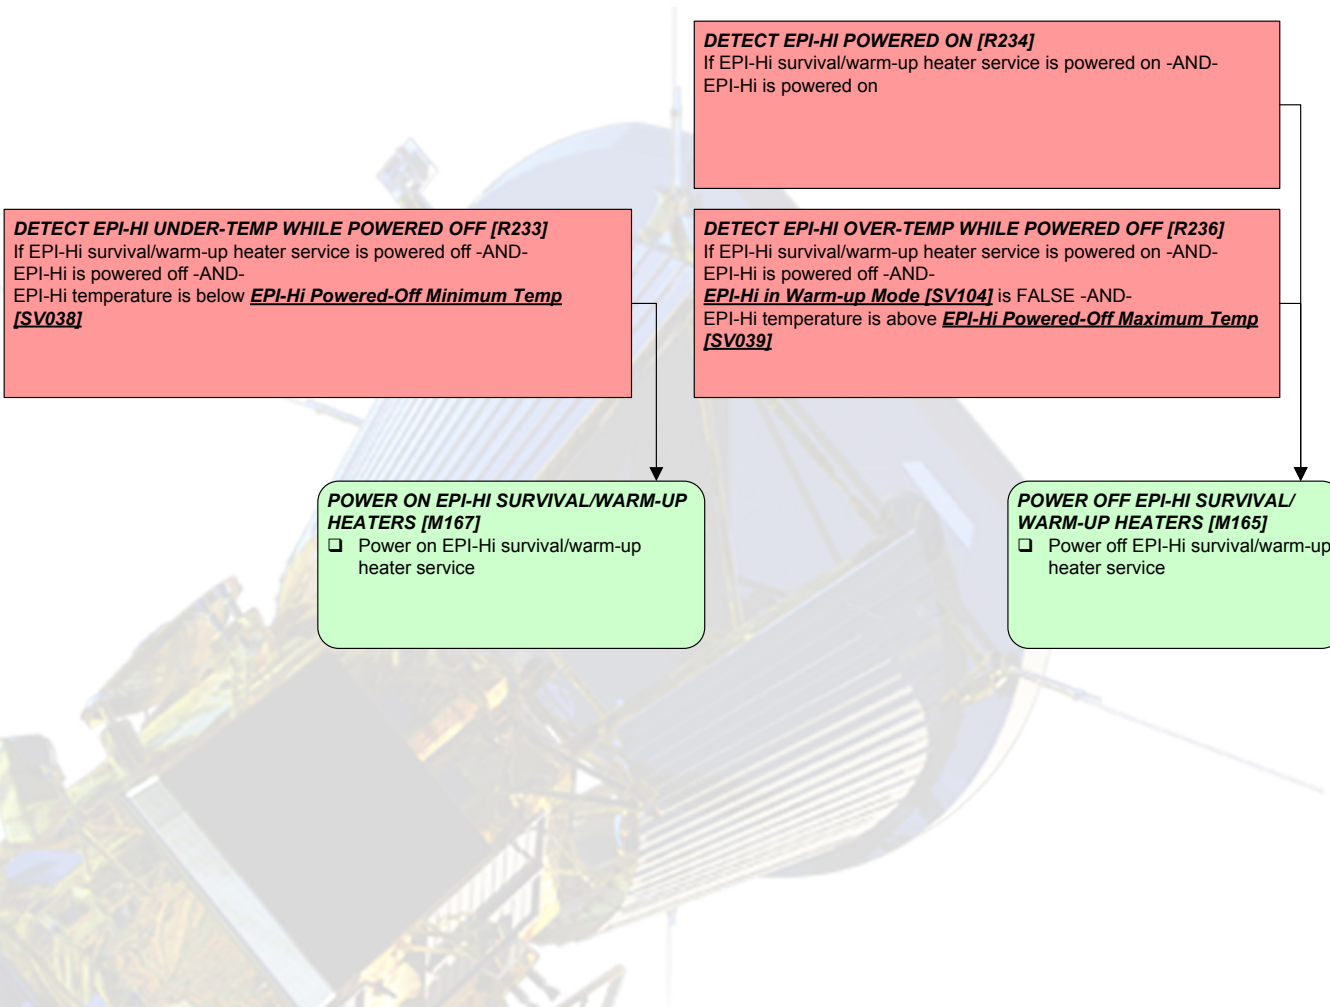 DETECT EPI-HI POWERED ON [R234]
If EPI-Hi survival/warm-up heater service is powered on -AND-
EPI-Hi is powered on
DETECT EPI-HI UNDER-TEMP WHILE POWERED OFF [R233]
If EPI-Hi survival/warm-up heater service is powered off -AND-
EPI-Hi is powered off -AND-
EPI-Hi temperature is below EPI-Hi Powered-Off Minimum Temp
[SV038]
DETECT EPI-HI OVER-TEMP WHILE POWERED OFF [R236]
If EPI-Hi survival/warm-up heater service is powered on -AND-
EPI-Hi is powered off -AND-
EPI-Hi in Warm-up Mode [SV104] is FALSE -AND-
EPI-Hi temperature is above EPI-Hi Powered-Off Maximum Temp
[SV039]
POWER ON EPI-HI SURVIVAL/WARM-UP
HEATERS [M167]
❑ Power on EPI-Hi survival/warm-up
heater service
POWER OFF EPI-HI SURVIVAL/
WARM-UP HEATERS [M165]
❑ Power off EPI-Hi survival/warm-up
heater service